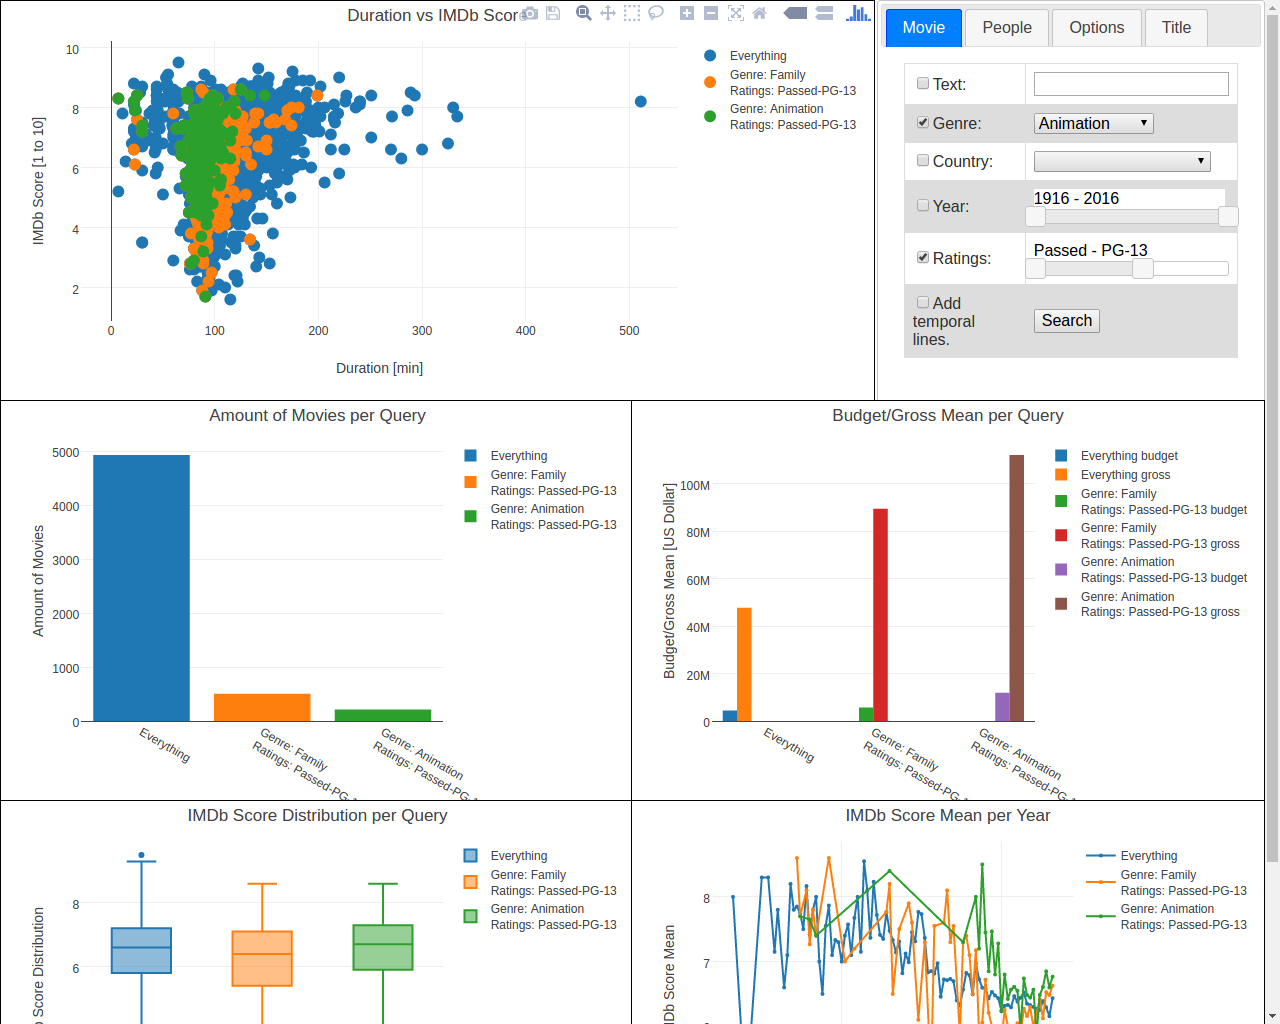 Duration vs IMDb Score
10
8
6
4
2
IMDb Score [1 to 10]
0
100
200
300
400
500
Duration [min]
Everything
Genre: Family
Ratings: Passed-PG-13
Genre: Animation
Ratings: Passed-PG-13
Movie
People
Options
Title
Text:
Genre:
Animation
Country:
Year:
1916 - 2016
Ratings:
Passed - PG-13
Add
temporal
lines.
Search
Amount of Movies per Query
5000
4000
3000
2000
1000
0
Amount of Movies
Everything
Genre: Family
Ratings: Passed-PG-1
Genre: Animation
Ratings: Passed-PG-1
Everything
Genre: Family
Ratings: Passed-PG-13
Genre: Animation
Ratings: Passed-PG-13
Budget/Gross Mean per Query
100M
80M
60M
40M
20M
0
Budget/Gross Mean [US Dollar]
Everything
Genre: Family
Ratings: Passed-PG-1
Genre: Animation
Ratings: Passed-PG-1
Everything budget
Everything gross
Genre: Family
Ratings: Passed-PG-13 budget
Genre: Family
Ratings: Passed-PG-13 gross
Genre: Animation
Ratings: Passed-PG-13 budget
Genre: Animation
Ratings: Passed-PG-13 gross
IMDb Score Distribution per Query
8
6
Score Distribution
Everything
Genre: Family
Ratings: Passed-PG-13
Genre: Animation
Ratings: Passed-PG-13
IMDb Score Mean per Year
8
7
IMDb Score Mean
Everything
Genre: Family
Ratings: Passed-PG-13
Genre: Animation
Ratings: Passed-PG-13